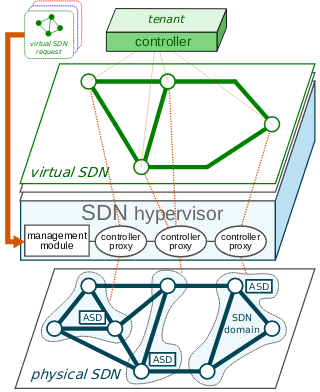 tenant
controller
virtual SDN
request
virtual SDN
SDN hypervisor
management
module
controller
proxy
controller
proxy
controller
proxy
ASD
ASD
ASD
SDN
domain
physical SDN